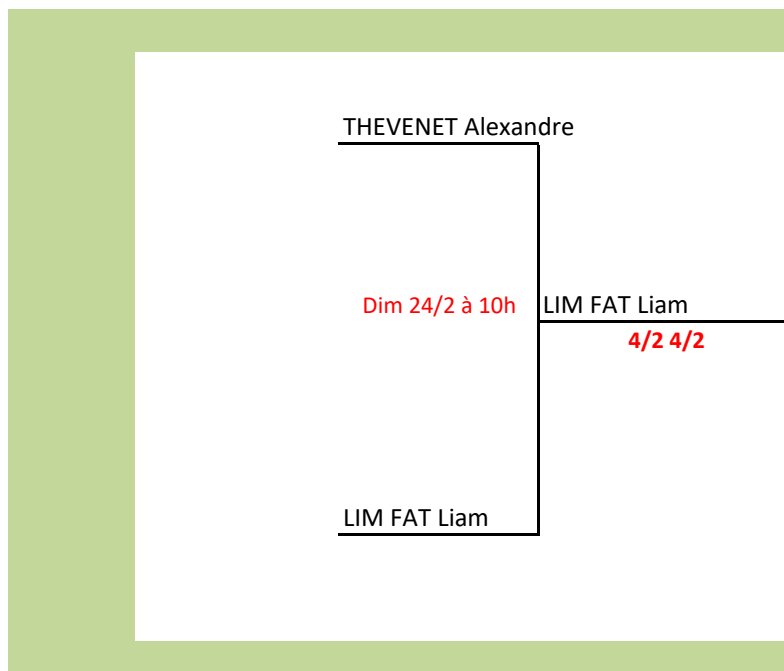 THEVENET Alexandre
Dim 24/2 à 10h
LIM FAT Liam
4/2 4/2
LIM FAT Liam